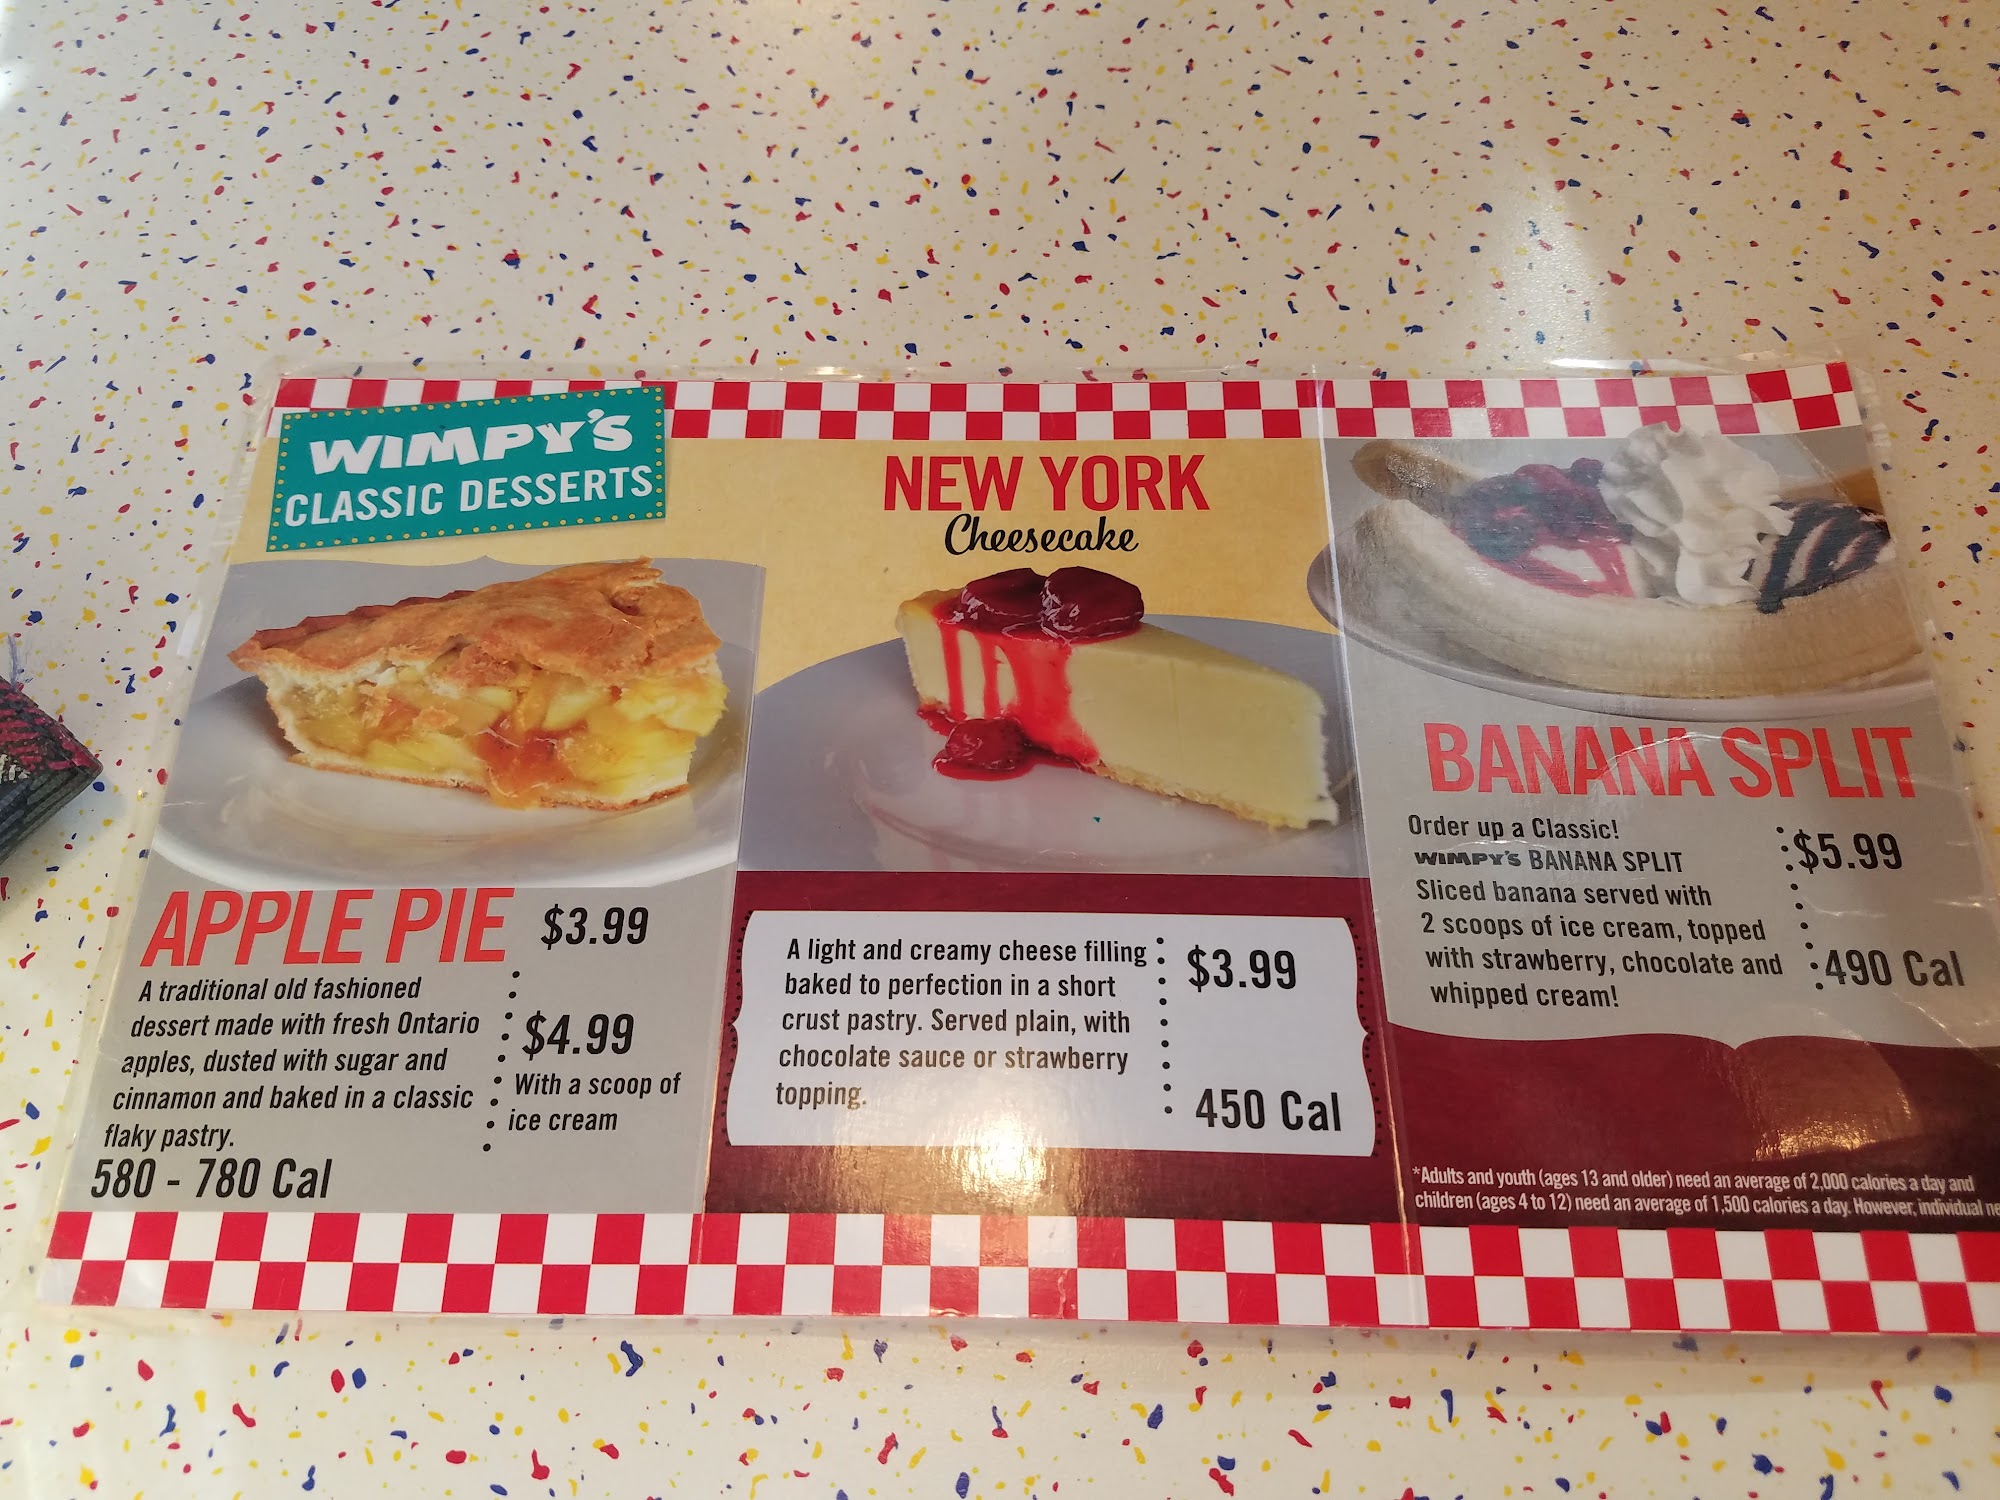 WIMPY'S
CLASSIC DESSERTS
APPLE PIE
$3.99
A traditional old fashioned
dessert made with fresh Ontario
apples, dusted with sugar and
cinnamon and baked in a classic
flaky pastry.
$4.99
With a scoop of
ice cream
580 - 780 Cal
NEW YORK
Cheesecake
A light and creamy cheese filling
baked to perfection in a short
crust pastry. Served plain, with
chocolate sauce or strawberry
topping.
$3.99
450 Cal
BANANA SPLIT
Order up a Classic!
WIMPY'S BANANA SPLIT
Sliced banana served with
2 scoops of ice cream, topped
with strawberry, chocolate and
whipped cream!
$5.99
490 Cal
*Adults and youth (ages 13 and older) need an average of 2,000 calories a day and
children (ages 4 to 12) need an average of 1,500 calories a day. However, individual ne